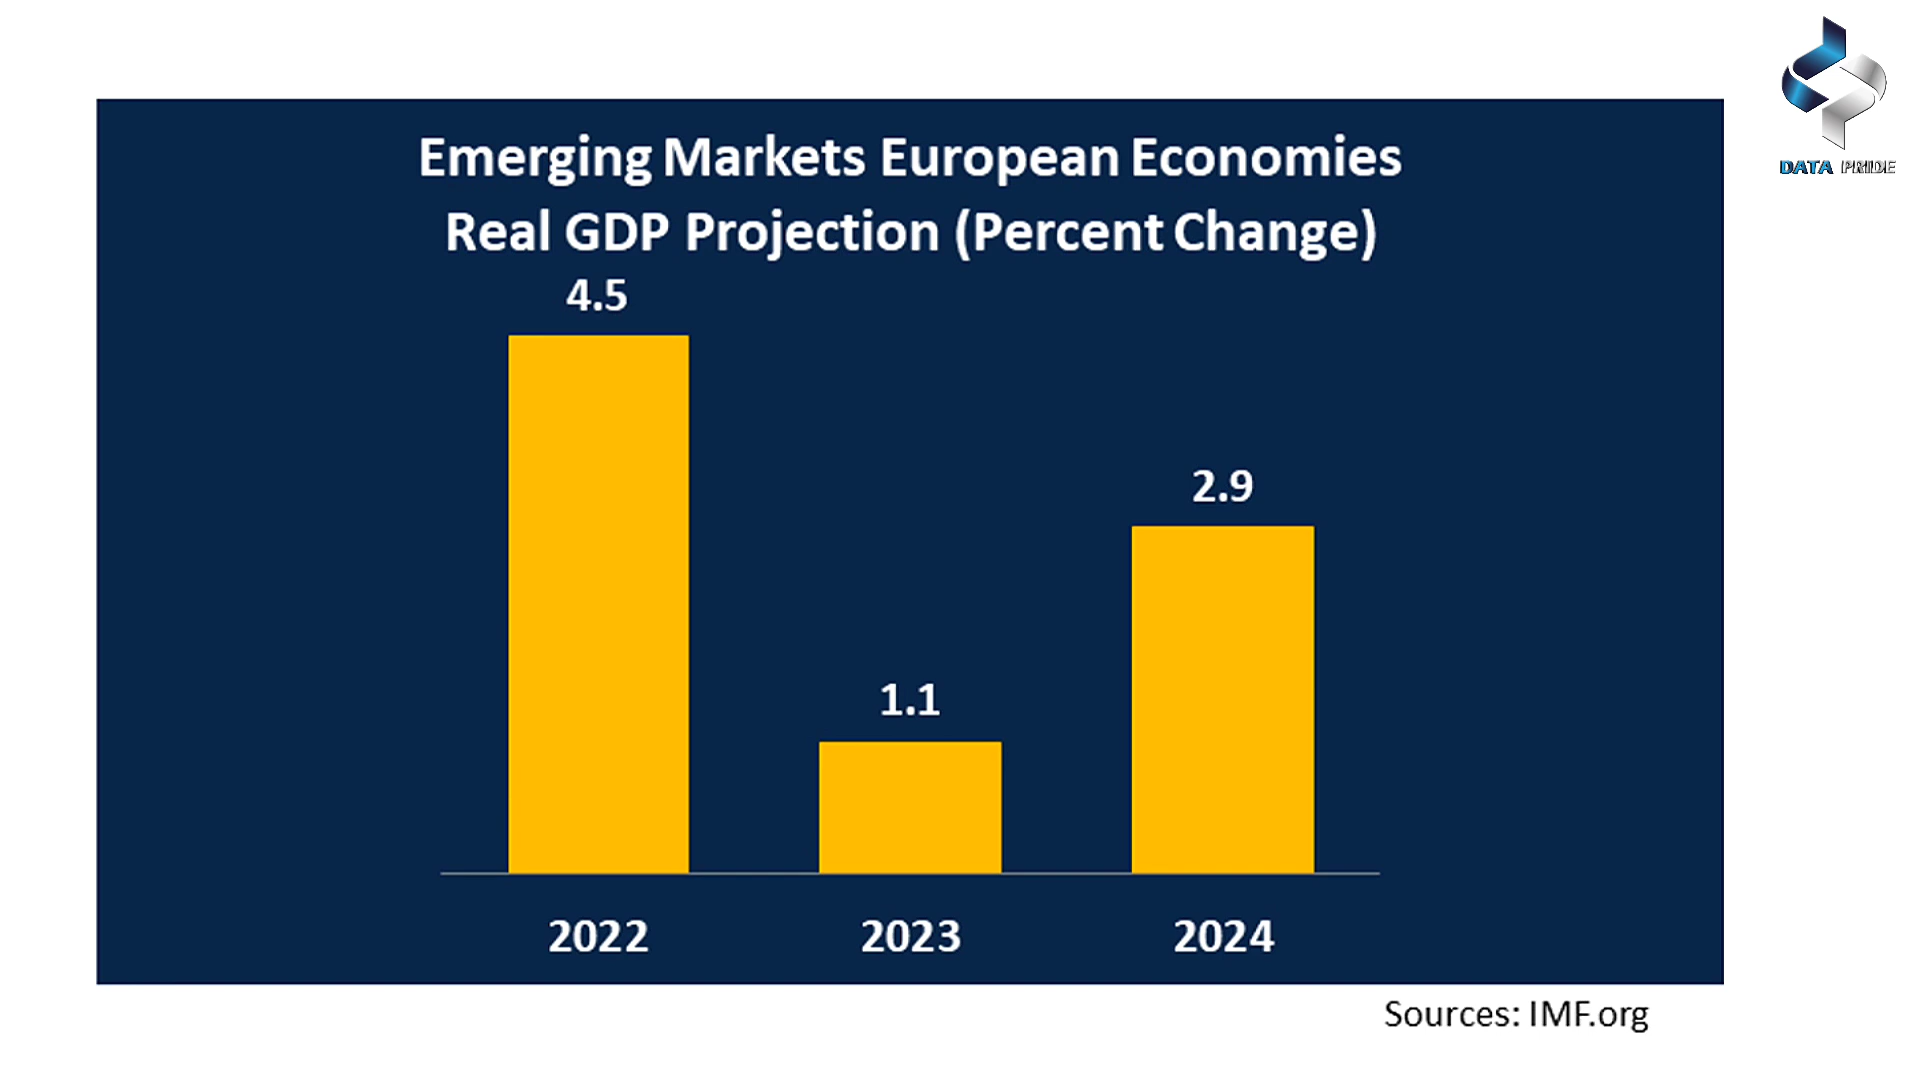 Emerging Markets European Economies
Real GDP Projection (Percent Change)
4.5
1.1
2.9
2022
2023
2024
Sources: IMF.org
DATA PRIDE